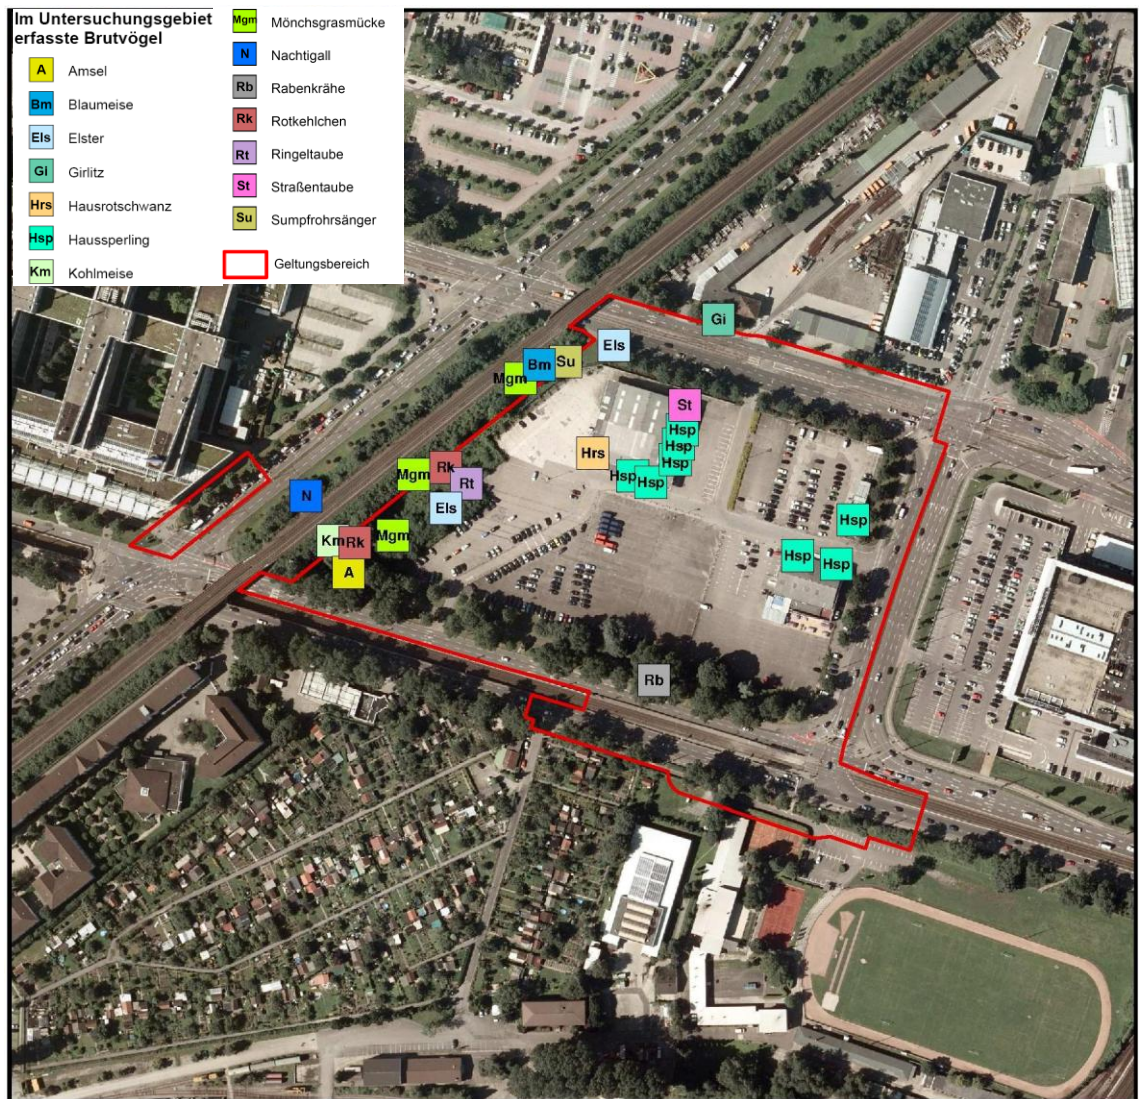 Im Untersuchungsgebiet
erfasste Brutvögel
A Amsel
Bm Blaumeise
Els Elster
Gi Girlitz
Hrs Hausrotschwanz
Hsp Haussperling
Km Kohlmeise
Mgm Mönchsgrasmücke
N Nachtigall
Rb Rabenkrähe
Rk Rotkehlchen
Rt Ringeltaube
St Straßentaube
Su Sumpfrohrsänger
Geltungsbereich
Gi
Els
Su
Bm
Mgm
St
Hsp
Hsp
Hsp
Hrs
Hsp
Hsp
Rk
Mgm
Rt
N
Els
Hsp
Mgm
Km
Rk
Hsp
Hsp
A
Rb